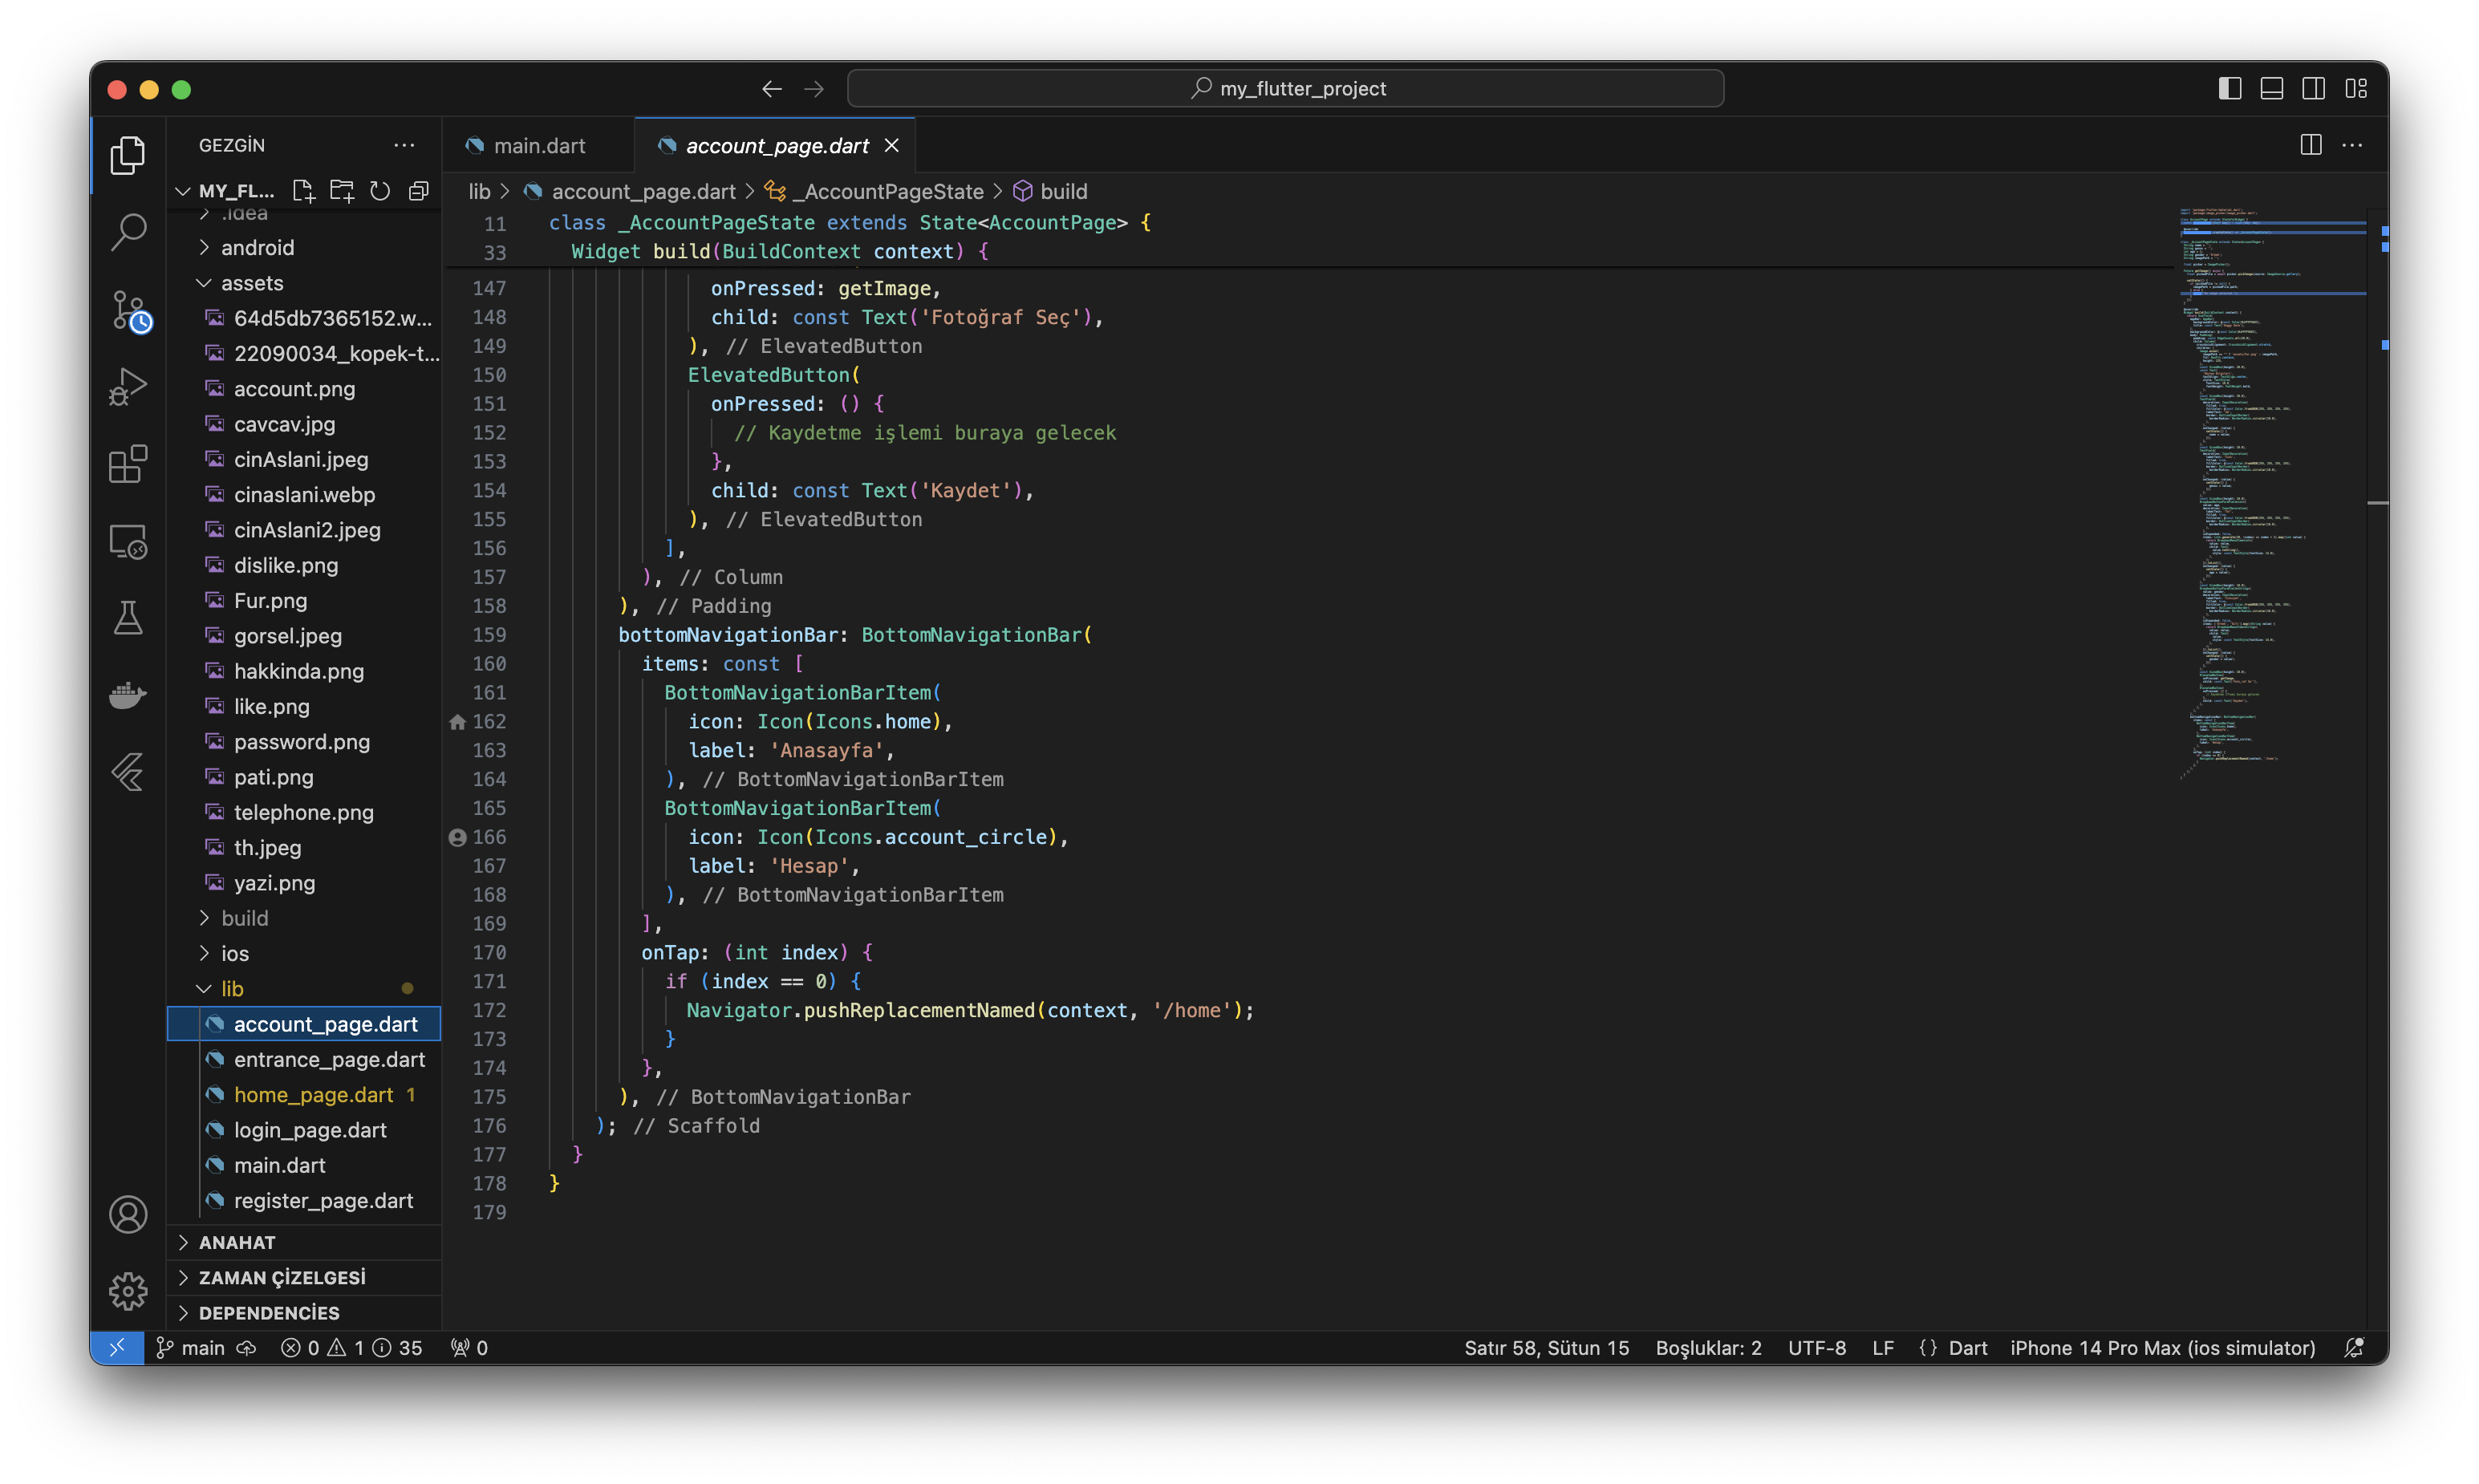 my_flutter_project
GEZGİN
main.dart
account_page.dart
MY_FL...
lib > account_page.dart > _AccountPageState > build
.idea
android
assets
64d5db7365152.w...
22090034_kopek-t...
account.png
cavcav.jpg
cinAslani.jpeg
cinaslani.webp
cinAslani2.jpeg
dislike.png
Fur.png
gorsel.jpeg
hakkinda.png
like.png
password.png
pati.png
telephone.png
th.jpeg
yazi.png
build
ios
lib
account_page.dart
entrance_page.dart
home_page.dart 1
login_page.dart
main.dart
register_page.dart
ANAHAT
ZAMAN ÇİZELGESİ
DEPENDENCİES
11 class _AccountPageState extends State<AccountPage> {
33 Widget build(BuildContext context) {
147 onPressed: getImage,
148 child: const Text('Fotoğraf Seç'),
149 ), // ElevatedButton
150 ElevatedButton(
151 onPressed: () {
152 // Kaydetme işlemi buraya gelecek
153 },
154 child: const Text('Kaydet'),
155 ), // ElevatedButton
156 ],
157 ), // Column
158 ), // Padding
159 bottomNavigationBar: BottomNavigationBar(
160 items: const [
161 BottomNavigationBarItem(
162 icon: Icon(Icons.home),
163 label: 'Anasayfa',
164 ), // BottomNavigationBarItem
165 BottomNavigationBarItem(
166 icon: Icon(Icons.account_circle),
167 label: 'Hesap',
168 ), // BottomNavigationBarItem
169 ],
170 onTap: (int index) {
171 if (index == 0) {
172 Navigator.pushReplacementNamed(context, '/home');
173 }
174 },
175 ), // BottomNavigationBar
176 ); // Scaffold
177 }
178 }
179
main 0 1 35 0 Satır 58, Sütun 15 Boşluklar: 2 UTF-8 LF {} Dart iPhone 14 Pro Max (ios simulator)